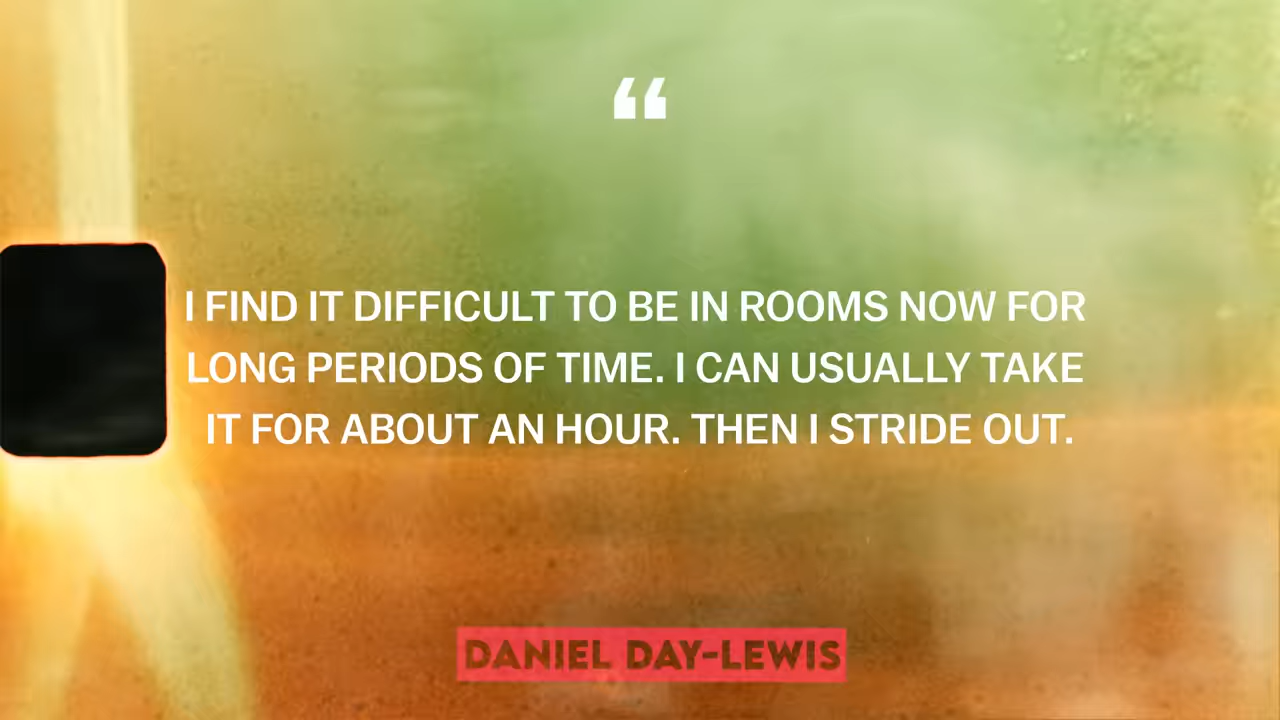 “
I FIND IT DIFFICULT TO BE IN ROOMS NOW FOR
LONG PERIODS OF TIME. I CAN USUALLY TAKE
IT FOR ABOUT AN HOUR. THEN I STRIDE OUT.
DANIEL DAY-LEWIS